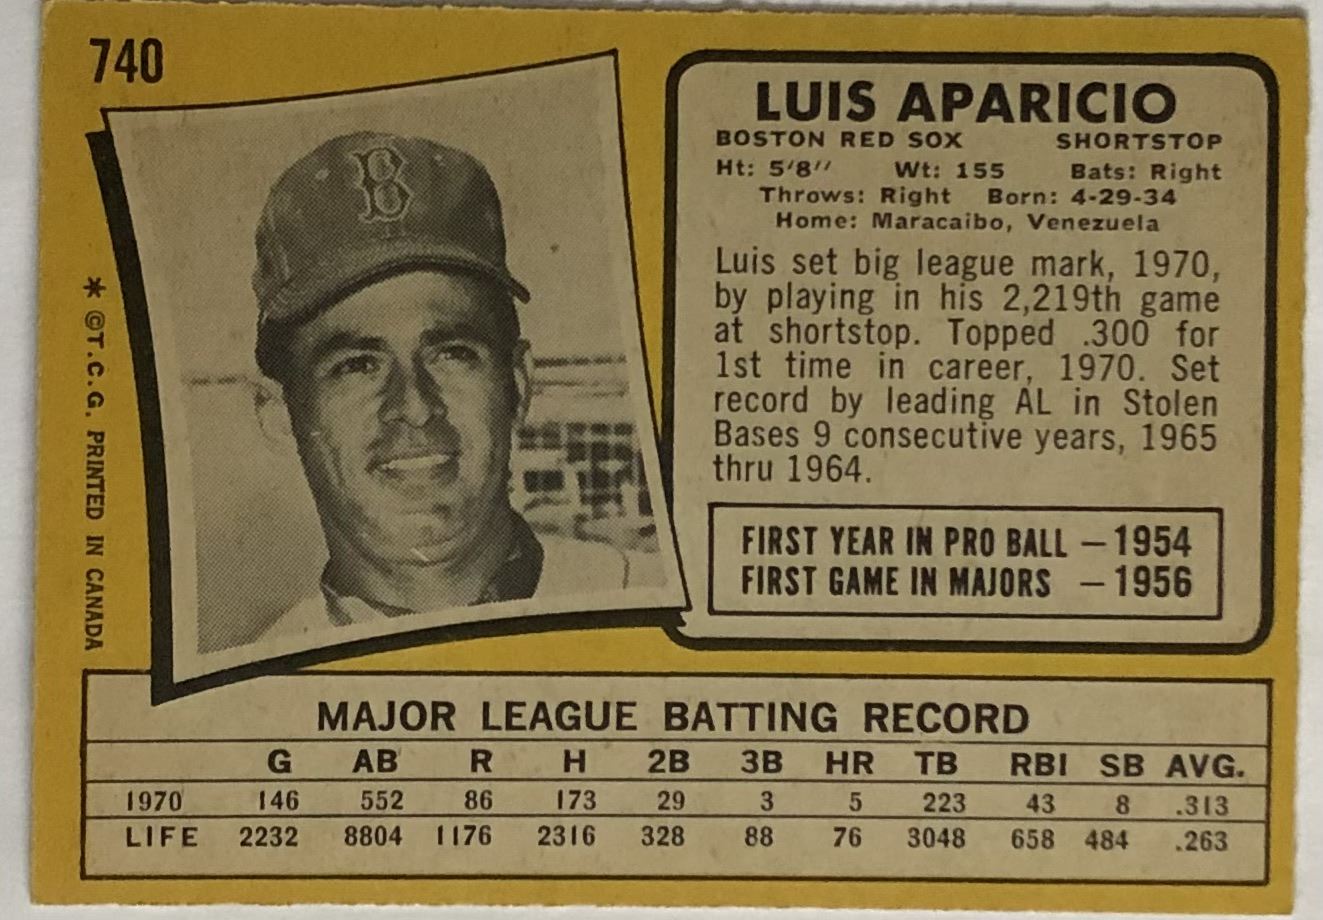 740
B
* ©T.C.G. PRINTED IN CANADA
LUIS APARICIO
BOSTON RED SOX SHORTSTOP
Ht: 5'8" Wt: 155 Bats: Right
Throws: Right Born: 4-29-34
Home: Maracaibo, Venezuela
Luis set big league mark, 1970,
by playing in his 2,219th game
at shortstop. Topped .300 for
1st time in career, 1970. Set
record by leading AL in Stolen
Bases 9 consecutive years, 1965
thru 1964.
FIRST YEAR IN PRO BALL — 1954
FIRST GAME IN MAJORS — 1956
MAJOR LEAGUE BATTING RECORD
G AB R H 2B 3B HR TB RBI SB AVG.
1970 146 552 86 173 29 3 5 223 43 8 .313
LIFE 2232 8804 1176 2316 328 88 76 3048 658 484 .263